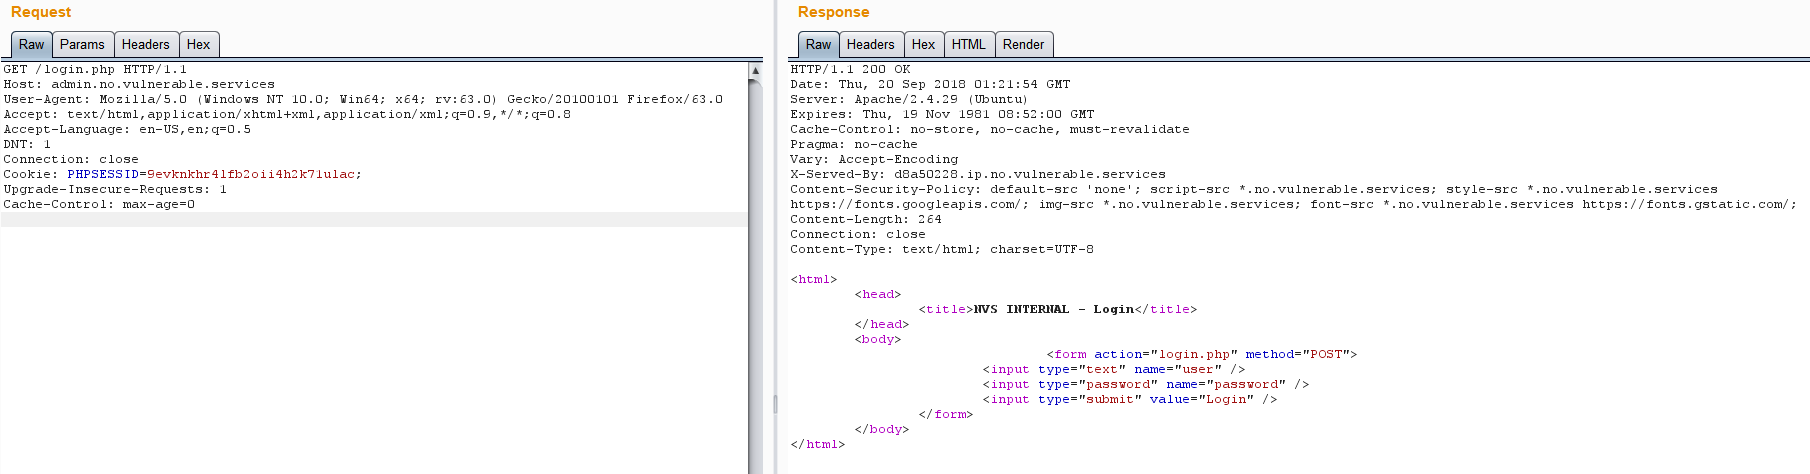 Request
Raw Params Headers Hex
GET /login.php HTTP/1.1
Host: admin.no.vulnerable.services
User-Agent: Mozilla/5.0 (Windows NT 10.0; Win64; x64; rv:63.0) Gecko/20100101 Firefox/63.0
Accept: text/html,application/xhtml+xml,application/xml;q=0.9,*/*;q=0.8
Accept-Language: en-US,en;q=0.5
DNT: 1
Connection: close
Cookie: PHPSESSID=9evknkhr4lfb2oii4h2k71ulac;
Upgrade-Insecure-Requests: 1
Cache-Control: max-age=0
Response
Raw Headers Hex HTML Render
HTTP/1.1 200 OK
Date: Thu, 20 Sep 2018 01:21:54 GMT
Server: Apache/2.4.29 (Ubuntu)
Expires: Thu, 19 Nov 1981 08:52:00 GMT
Cache-Control: no-store, no-cache, must-revalidate
Pragma: no-cache
Vary: Accept-Encoding
X-Served-By: d8a50228.ip.no.vulnerable.services
Content-Security-Policy: default-src 'none'; script-src *.no.vulnerable.services; style-src *.no.vulnerable.services
https://fonts.googleapis.com/; img-src *.no.vulnerable.services; font-src *.no.vulnerable.services https://fonts.gstatic.com/;
Content-Length: 264
Connection: close
Content-Type: text/html; charset=UTF-8
<html>
<head>
<title>NVS INTERNAL - Login</title>
</head>
<body>
<form action="login.php" method="POST">
<input type="text" name="user" />
<input type="password" name="password" />
<input type="submit" value="Login" />
</form>
</body>
</html>